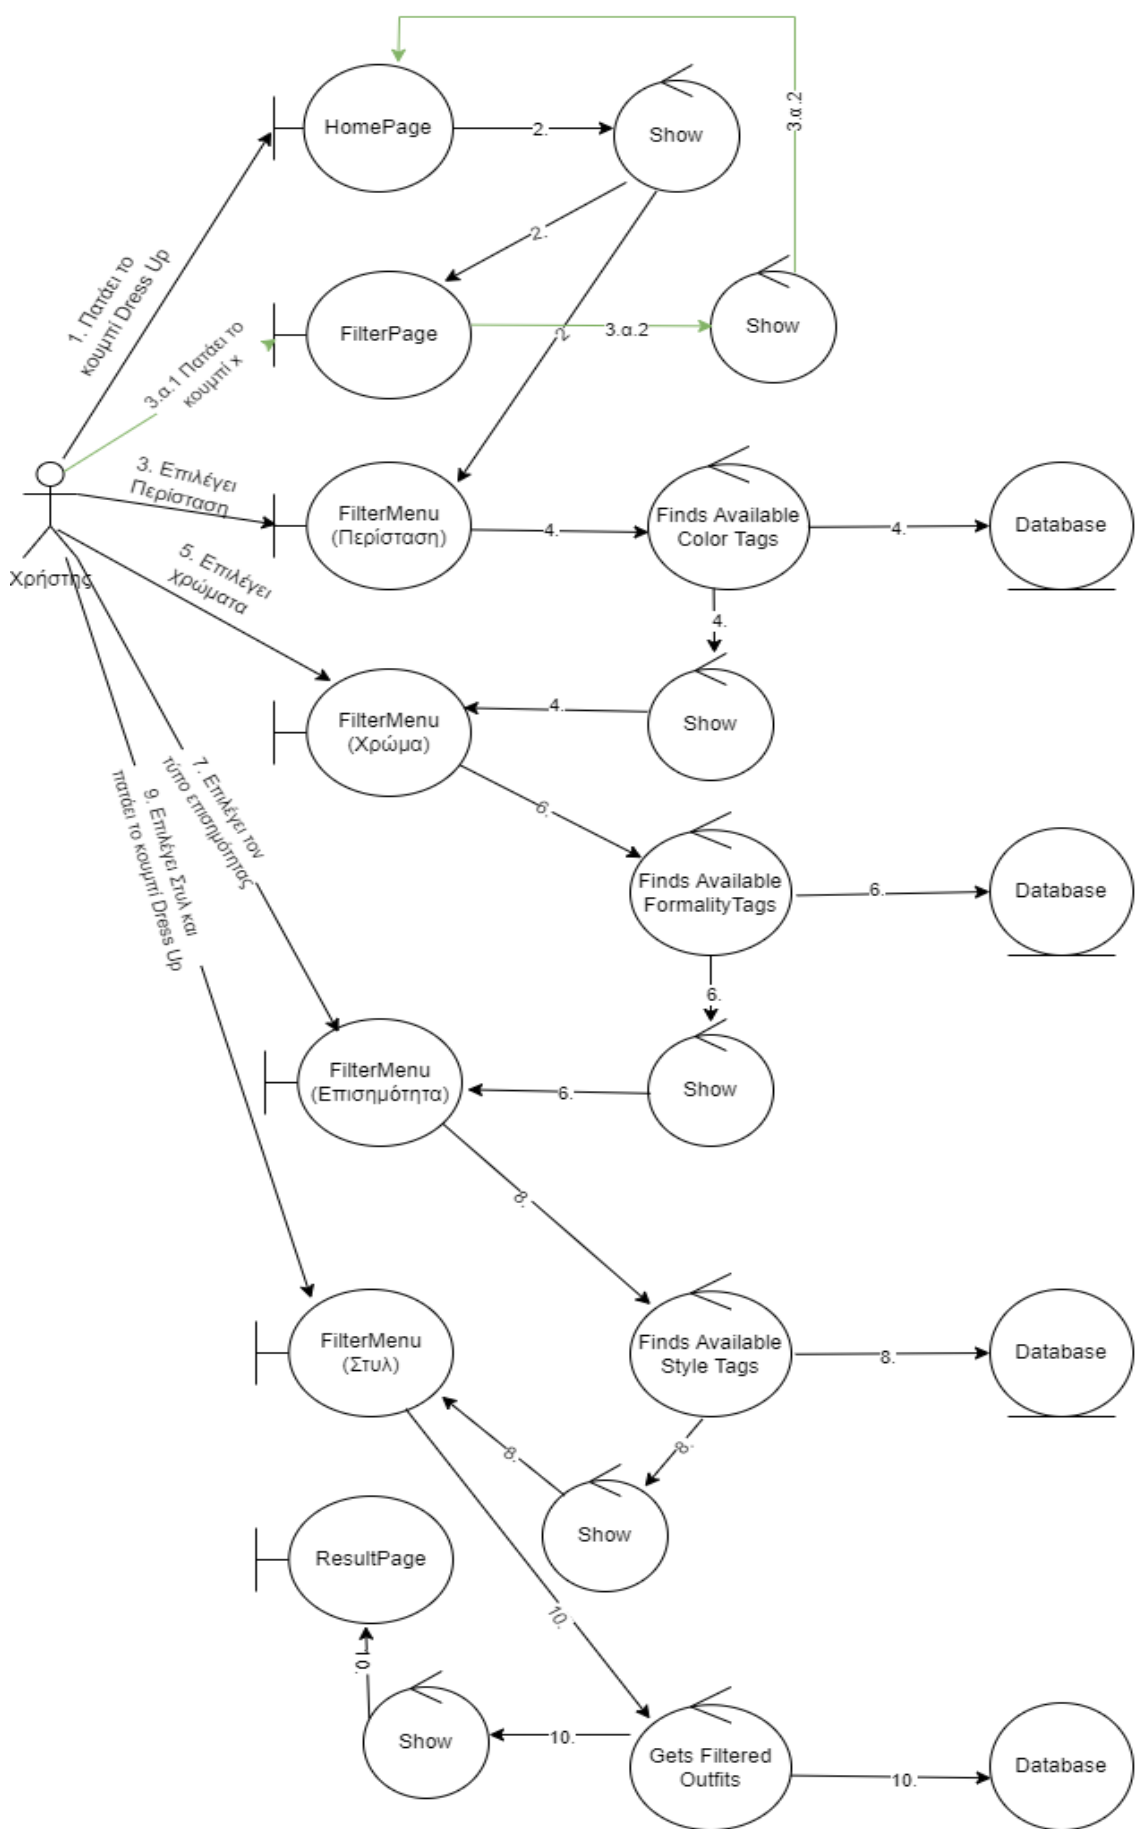 3.α.2
HomePage
2.
Show
1. Πατάει το
κουμπί Dress Up
2.
FilterPage
3.α.2
Show
2.
3.α.1 Πατάει το
κουμπί x
3. Επιλέγει
Περίσταση
FilterMenu
(Περίσταση)
4.
Finds Available
Color Tags
4.
Database
Χρήστης
5. Επιλέγει
χρώματα
4.
FilterMenu
(Χρώμα)
4.
Show
7. Επιλέγει τον
τύπο επισημότητας
9. Επιλέγει Στυλ και
πατάει το κουμπί Dress Up
6.
Finds Available
FormalityTags
6.
Database
6.
FilterMenu
(Επισημότητα)
6.
Show
8.
FilterMenu
(Στυλ)
Finds Available
Style Tags
8.
Database
8.
8.
Show
ResultPage
10.
10.
Show
10.
Gets Filtered
Outfits
10.
Database